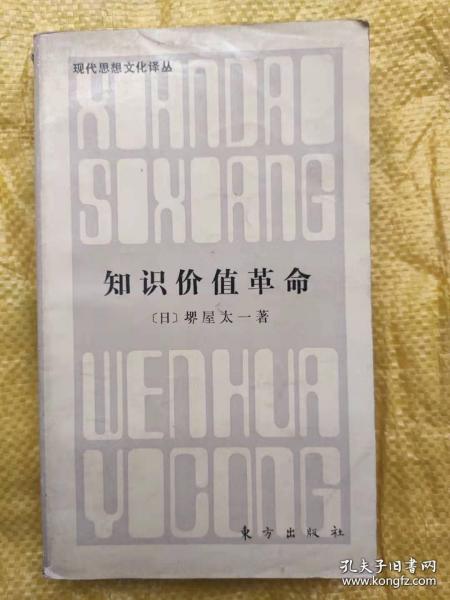 现代思想文化译丛
XIANDAI
SIXIANG
知识价值革命
〔日〕堺屋太一著
WENHUA
YICONG
東方出版社
孔夫子旧书网
www.kongfz.com